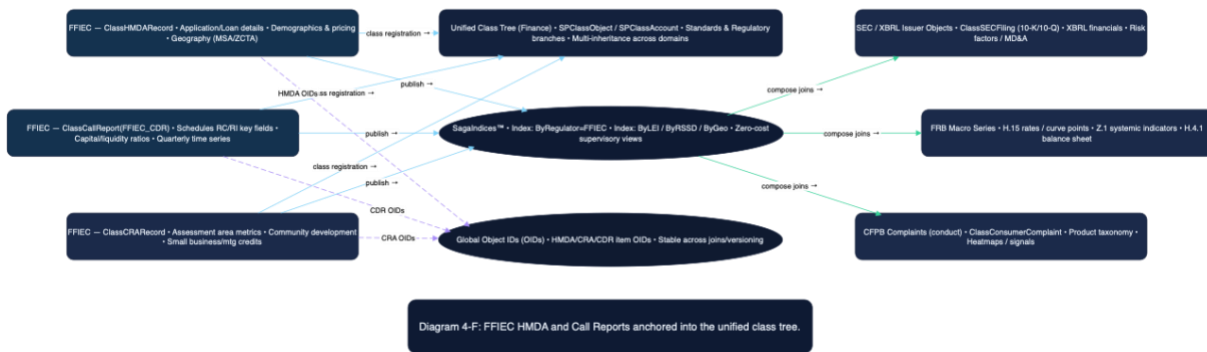 FFIEC — ClassHMDARecord • Application/Loan details • Demographics & pricing
• Geography (MSA/ZCTA)
class registration →
Unified Class Tree (Finance) • SPClassObject / SPClassAccount • Standards & Regulatory
branches • Multi-inheritance across domains
SEC / XBRL Issuer Objects • ClassSECFiling (10-K/10-Q) • XBRL financials • Risk
factors / MD&A
publish →
compose joins →
HMDA OIDs
ss registration →
FFIEC — ClassCallReport(FFIEC_CDR) • Schedules RC/RI key fields •
Capital/liquidity ratios • Quarterly time series
publish →
SagaIndices™ • Index: ByRegulator=FFIEC • Index: ByLEI / ByRSSD / ByGeo • Zero-cost
supervisory views
compose joins →
FRB Macro Series • H.15 rates / curve points • Z.1 systemic indicators • H.4.1
balance sheet
class registration →
publish →
compose joins →
CDR OIDs
FFIEC — ClassCRARecord • Assessment area metrics • Community development
• Small business/mtg credits
CRA OIDs
Global Object IDs (OIDs) • HMDA/CRA/CDR item OIDs • Stable across joins/versioning
CFPB Complaints (conduct) • ClassConsumerComplaint • Product taxonomy •
Heatmaps / signals
Diagram 4-F: FFIEC HMDA and Call Reports anchored into the unified class tree.